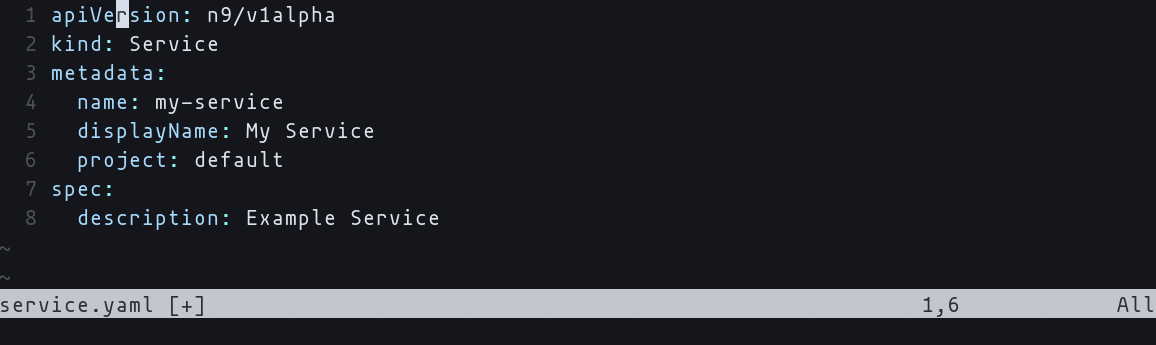 1 apiVersion: n9/v1alpha
2 kind: Service
3 metadata:
4   name: my-service
5   displayName: My Service
6   project: default
7 spec:
8   description: Example Service
~
~
service.yaml [+] 1,6 All